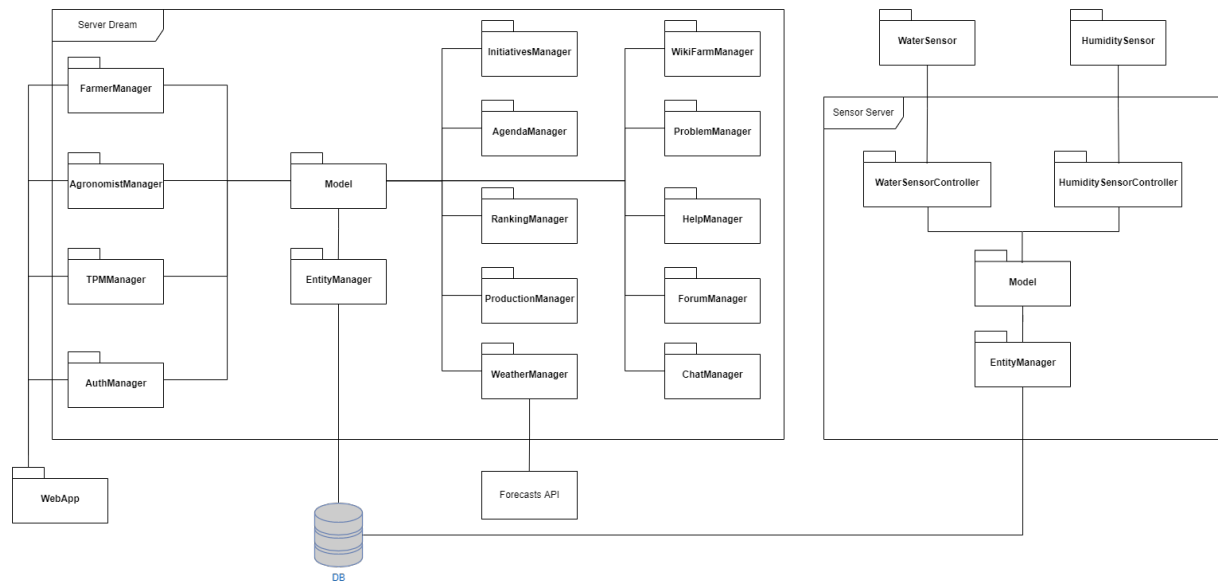 Server Dream
InitiativesManager
WikiFarmManager
WaterSensor
HumiditySensor
FarmerManager
Sensor Server
AgendaManager
ProblemManager
AgronomistManager
Model
WaterSensorController
HumiditySensorController
RankingManager
HelpManager
TPMManager
EntityManager
ProductionManager
ForumManager
Model
AuthManager
WeatherManager
ChatManager
EntityManager
WebApp
Forecasts API
DB